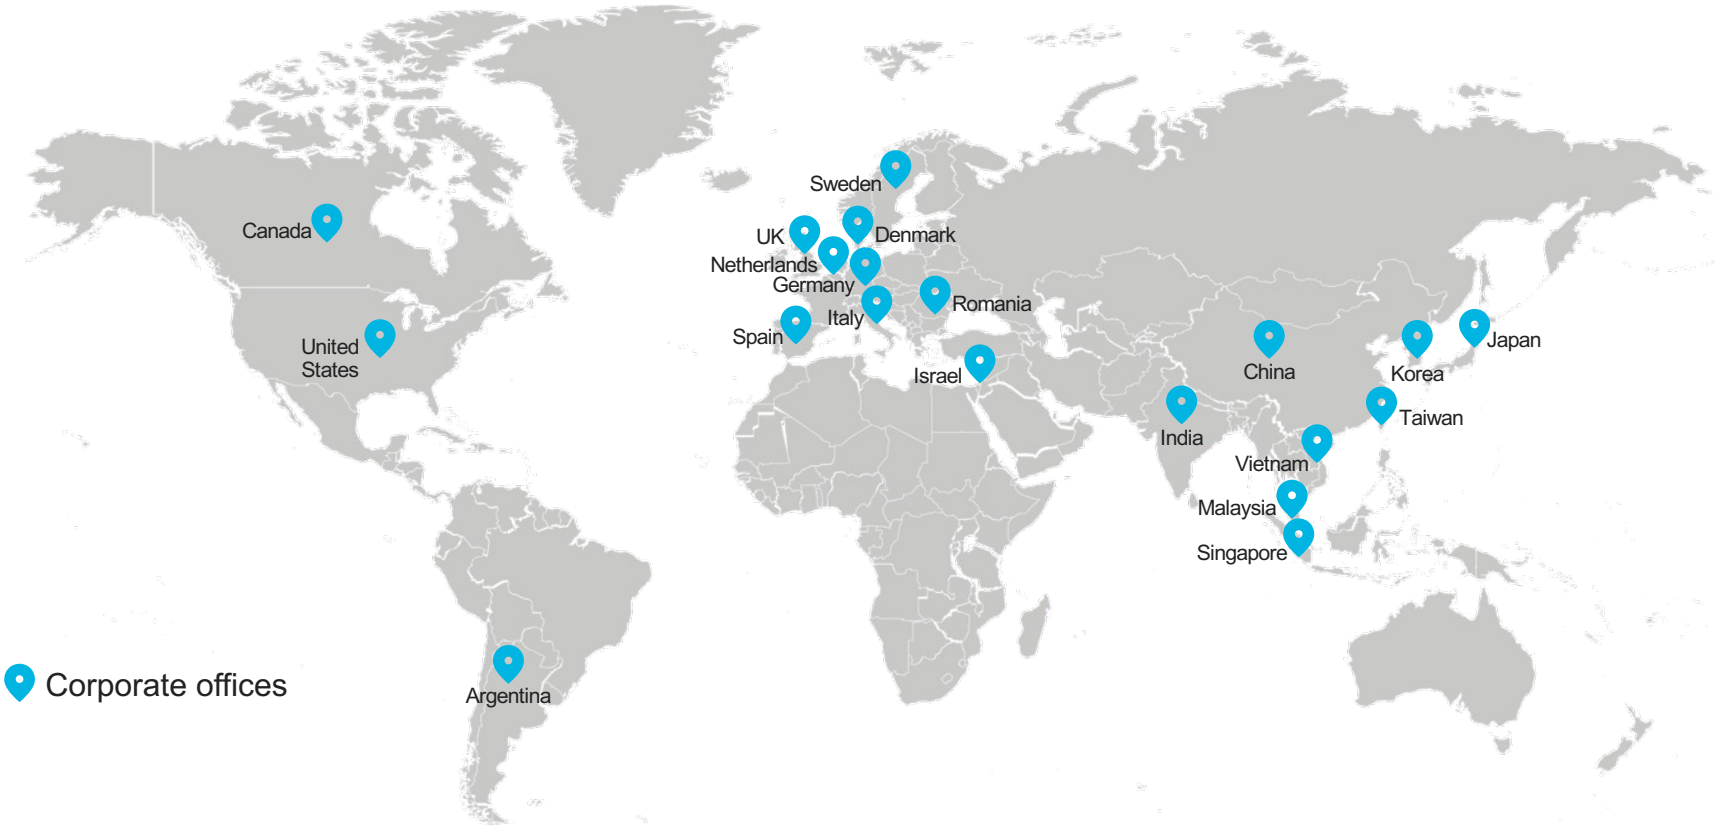 Sweden
Canada
UK
Denmark
Netherlands
Germany
Romania
Italy
Spain
United
States
Israel
Japan
China
Korea
Taiwan
India
Vietnam
Malaysia
Singapore
Corporate offices
Argentina